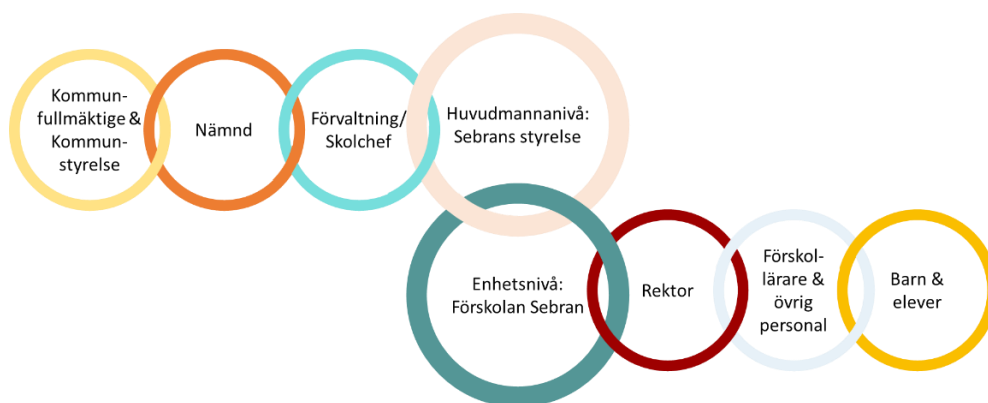 Kommun-
fullmäktige &
Kommun-
styrelse
Nämnd
Förvaltning/
Skolchef
Huvudmannanivå:
Sebrans styrelse
Enhetsnivå:
Förskolan Sebran
Rektor
Förskol-
lärare &
övrig
personal
Barn &
elever